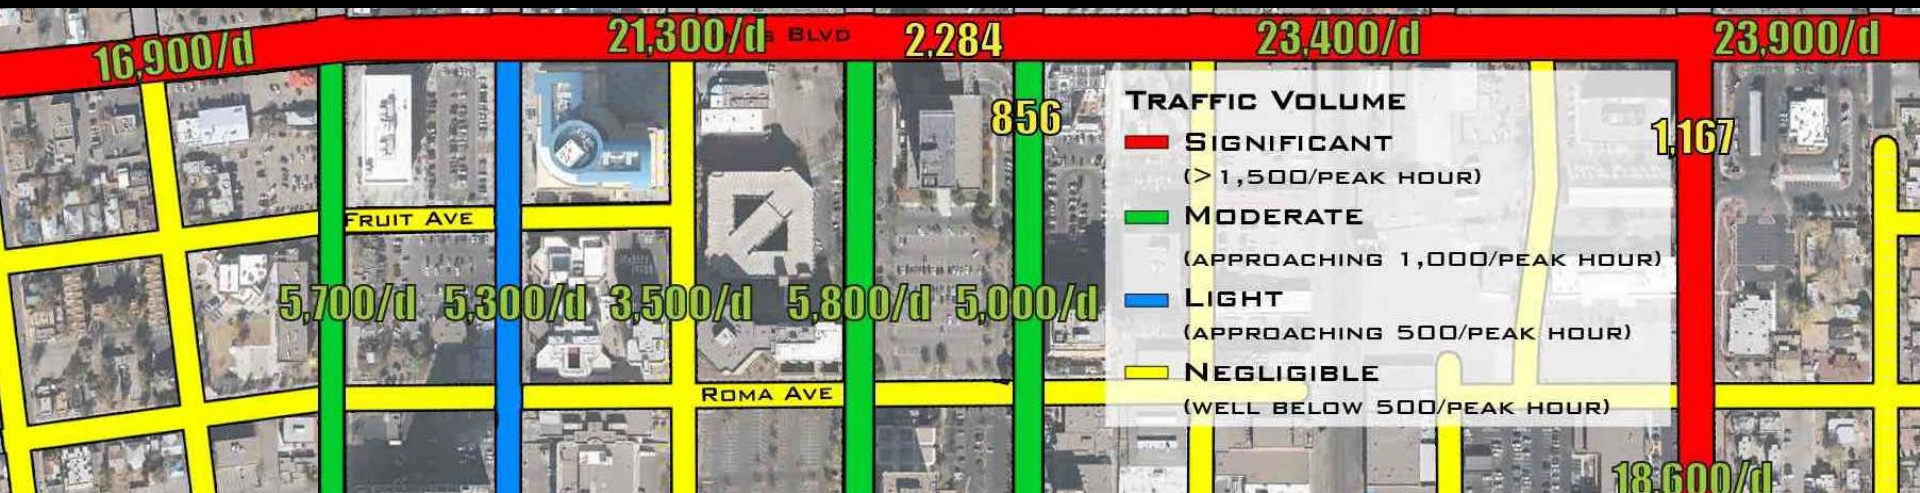 16,900/d
21,300/d
S BLVD
2,284
23,400/d
23,900/d
856
1,167
TRAFFIC VOLUME
SIGNIFICANT
(>1,500/PEAK HOUR)
MODERATE
(APPROACHING 1,000/PEAK HOUR)
LIGHT
(APPROACHING 500/PEAK HOUR)
NEGLIGIBLE
(WELL BELOW 500/PEAK HOUR)
FRUIT AVE
5,700/d
5,300/d
3,500/d
5,800/d
5,000/d
ROMA AVE
18,600/d